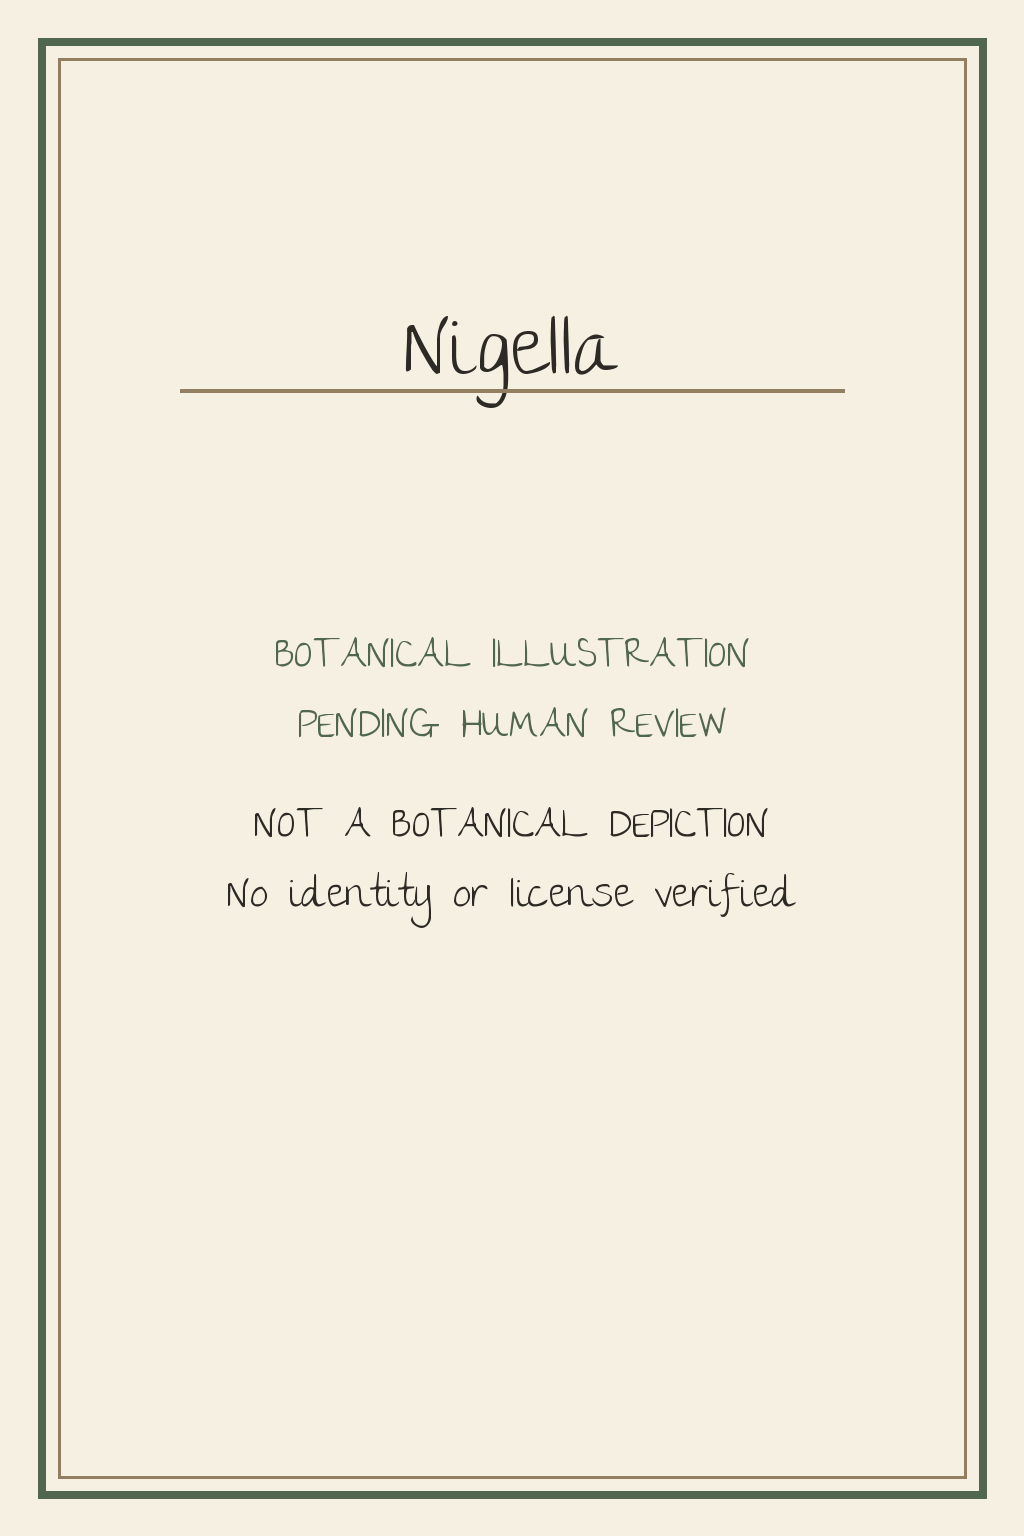 Nigella
BOTANICAL ILLUSTRATION
PENDING HUMAN REVIEW
NOT A BOTANICAL DEPICTION
No identity or license verified